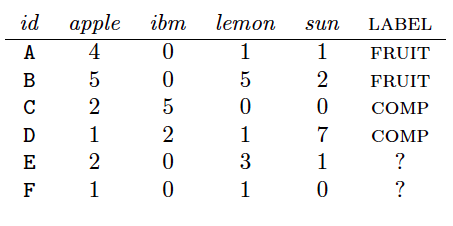 id apple ibm lemon sun LABEL
A 4 0 1 1 FRUIT
B 5 0 5 2 FRUIT
C 2 5 0 0 COMP
D 1 2 1 7 COMP
E 2 0 3 1 ?
F 1 0 1 0 ?